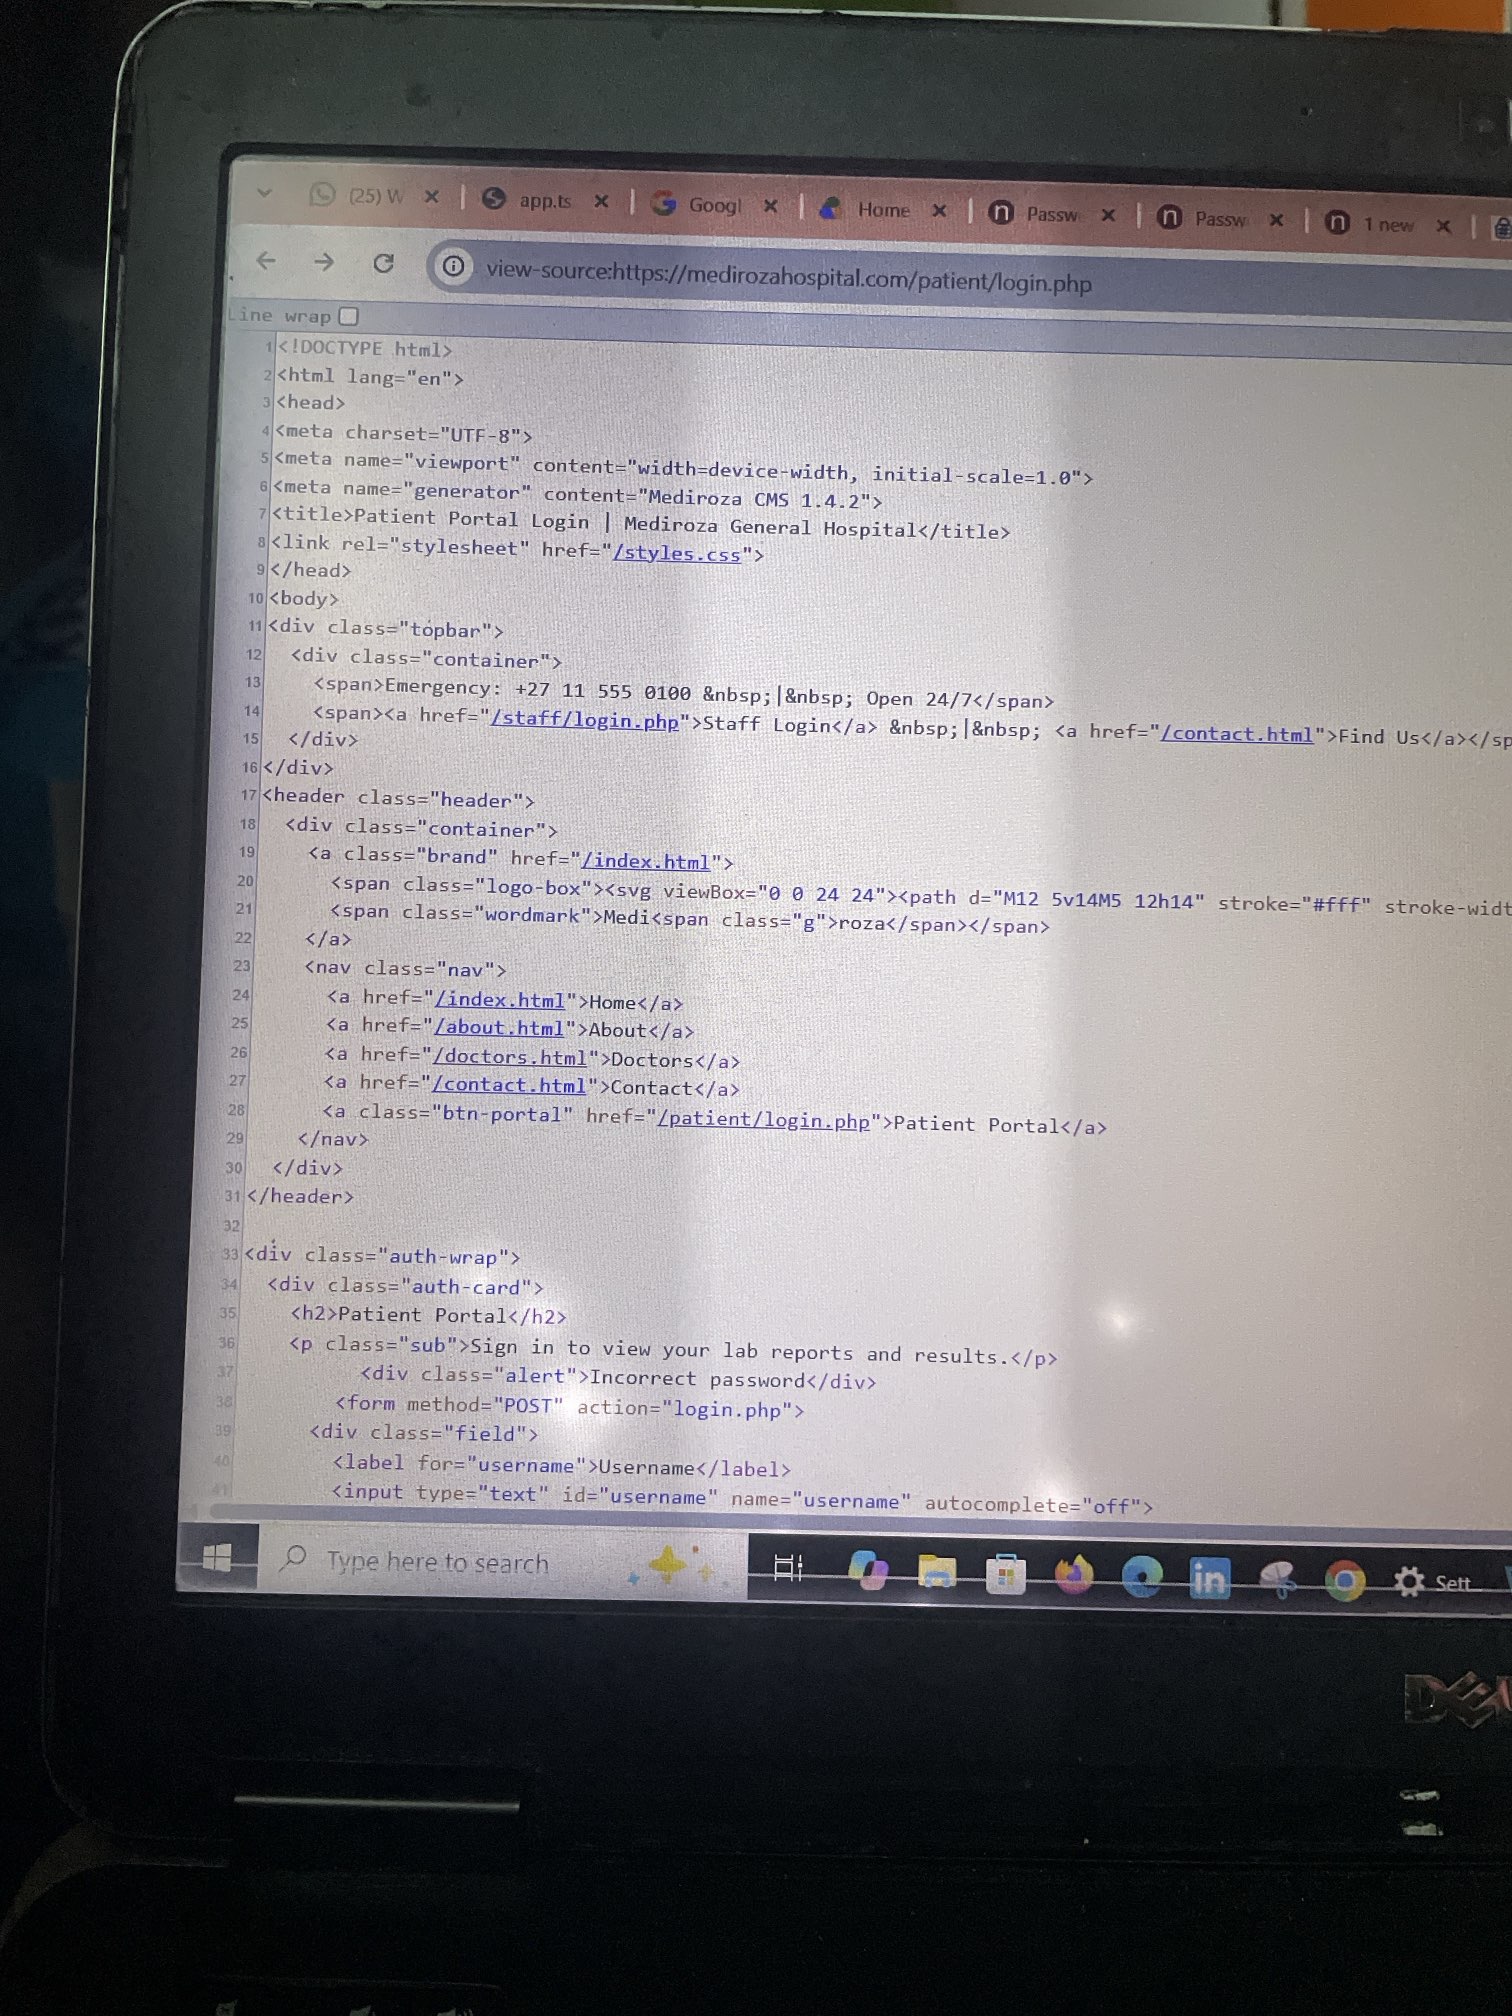 (25) W
app.ts
Googl
Home
Passw
Passw
1 new
view-source:https://medirozahospital.com/patient/login.php
Line wrap
1 <!DOCTYPE html>
2 <html lang="en">
3 <head>
4 <meta charset="UTF-8">
5 <meta name="viewport" content="width=device-width, initial-scale=1.0">
6 <meta name="generator" content="Mediroza CMS 1.4.2">
7 <title>Patient Portal Login | Mediroza General Hospital</title>
8 <link rel="stylesheet" href="/styles.css">
9 </head>
10 <body>
11 <div class="topbar">
12 <div class="container">
13 <span>Emergency: +27 11 555 0100 &nbsp;|&nbsp; Open 24/7</span>
14 <span><a href="/staff/login.php">Staff Login</a> &nbsp;|&nbsp; <a href="/contact.html">Find Us</a></sp
15 </div>
16 </div>
17 <header class="header">
18 <div class="container">
19 <a class="brand" href="/index.html">
20 <span class="logo-box"><svg viewBox="0 0 24 24"><path d="M12 5v14M5 12h14" stroke="#fff" stroke-widt
21 <span class="wordmark">Medi<span class="g">roza</span></span>
22 </a>
23 <nav class="nav">
24 <a href="/index.html">Home</a>
25 <a href="/about.html">About</a>
26 <a href="/doctors.html">Doctors</a>
27 <a href="/contact.html">Contact</a>
28 <a class="btn-portal" href="/patient/login.php">Patient Portal</a>
29 </nav>
30 </div>
31 </header>
32
33 <div class="auth-wrap">
34 <div class="auth-card">
35 <h2>Patient Portal</h2>
36 <p class="sub">Sign in to view your lab reports and results.</p>
37 <div class="alert">Incorrect password</div>
38 <form method="POST" action="login.php">
39 <div class="field">
40 <label for="username">Username</label>
41 <input type="text" id="username" name="username" autocomplete="off">
Type here to search
Sett
DELL